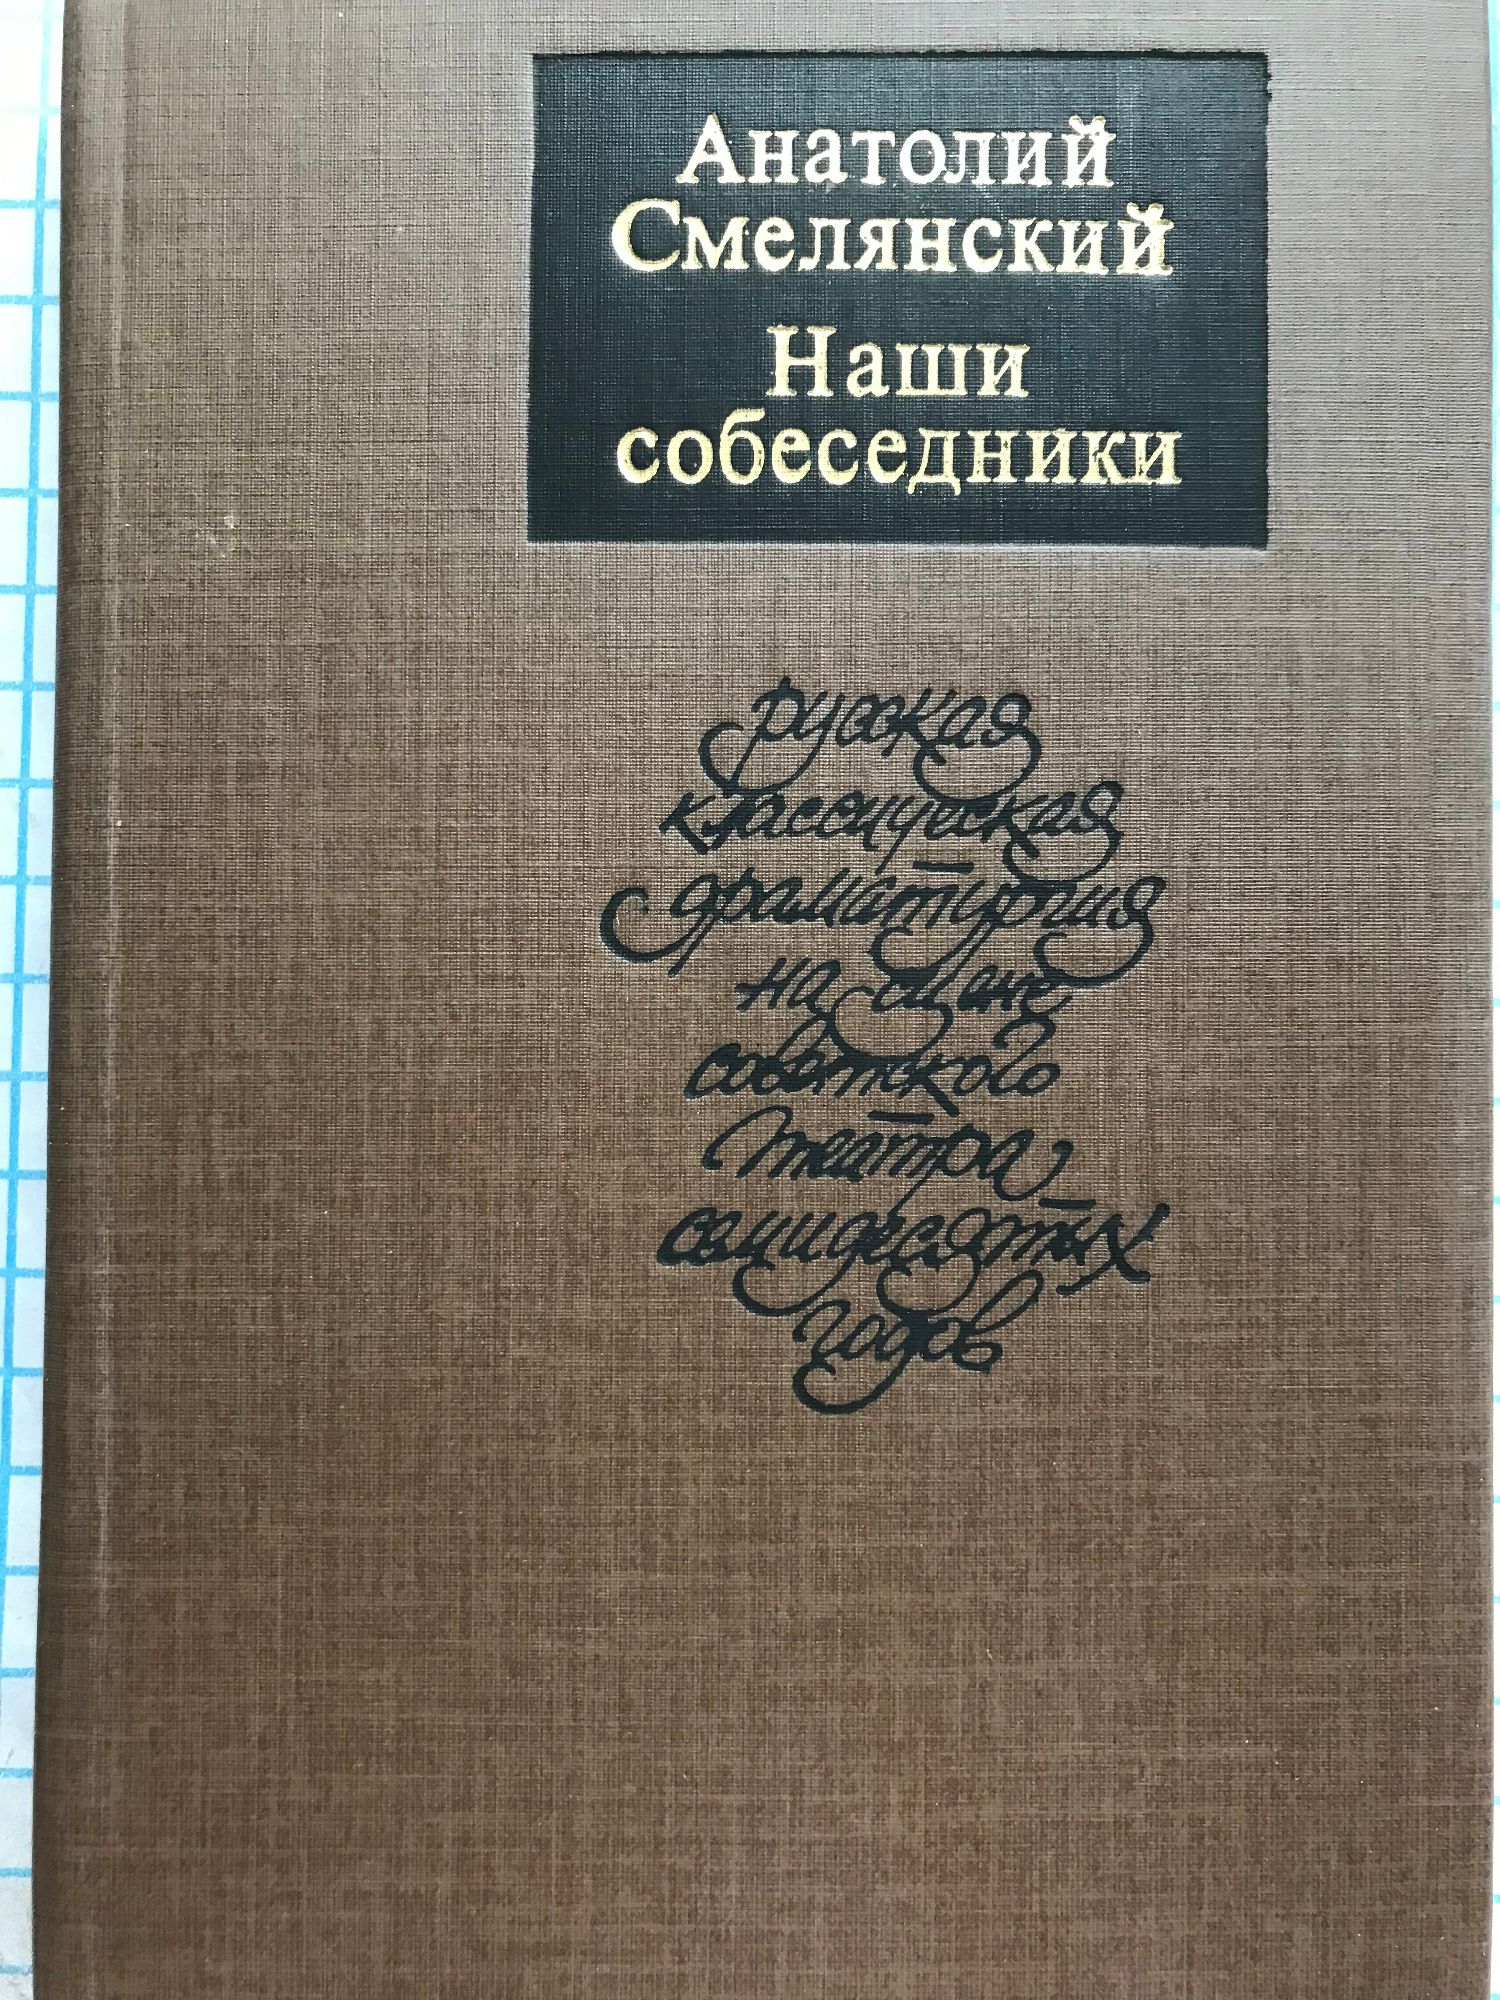 Анатолий
Смелянский
Наши
собеседники
русская
классическая
драматургия
на сцене
советского
театра
семидесятых
годов